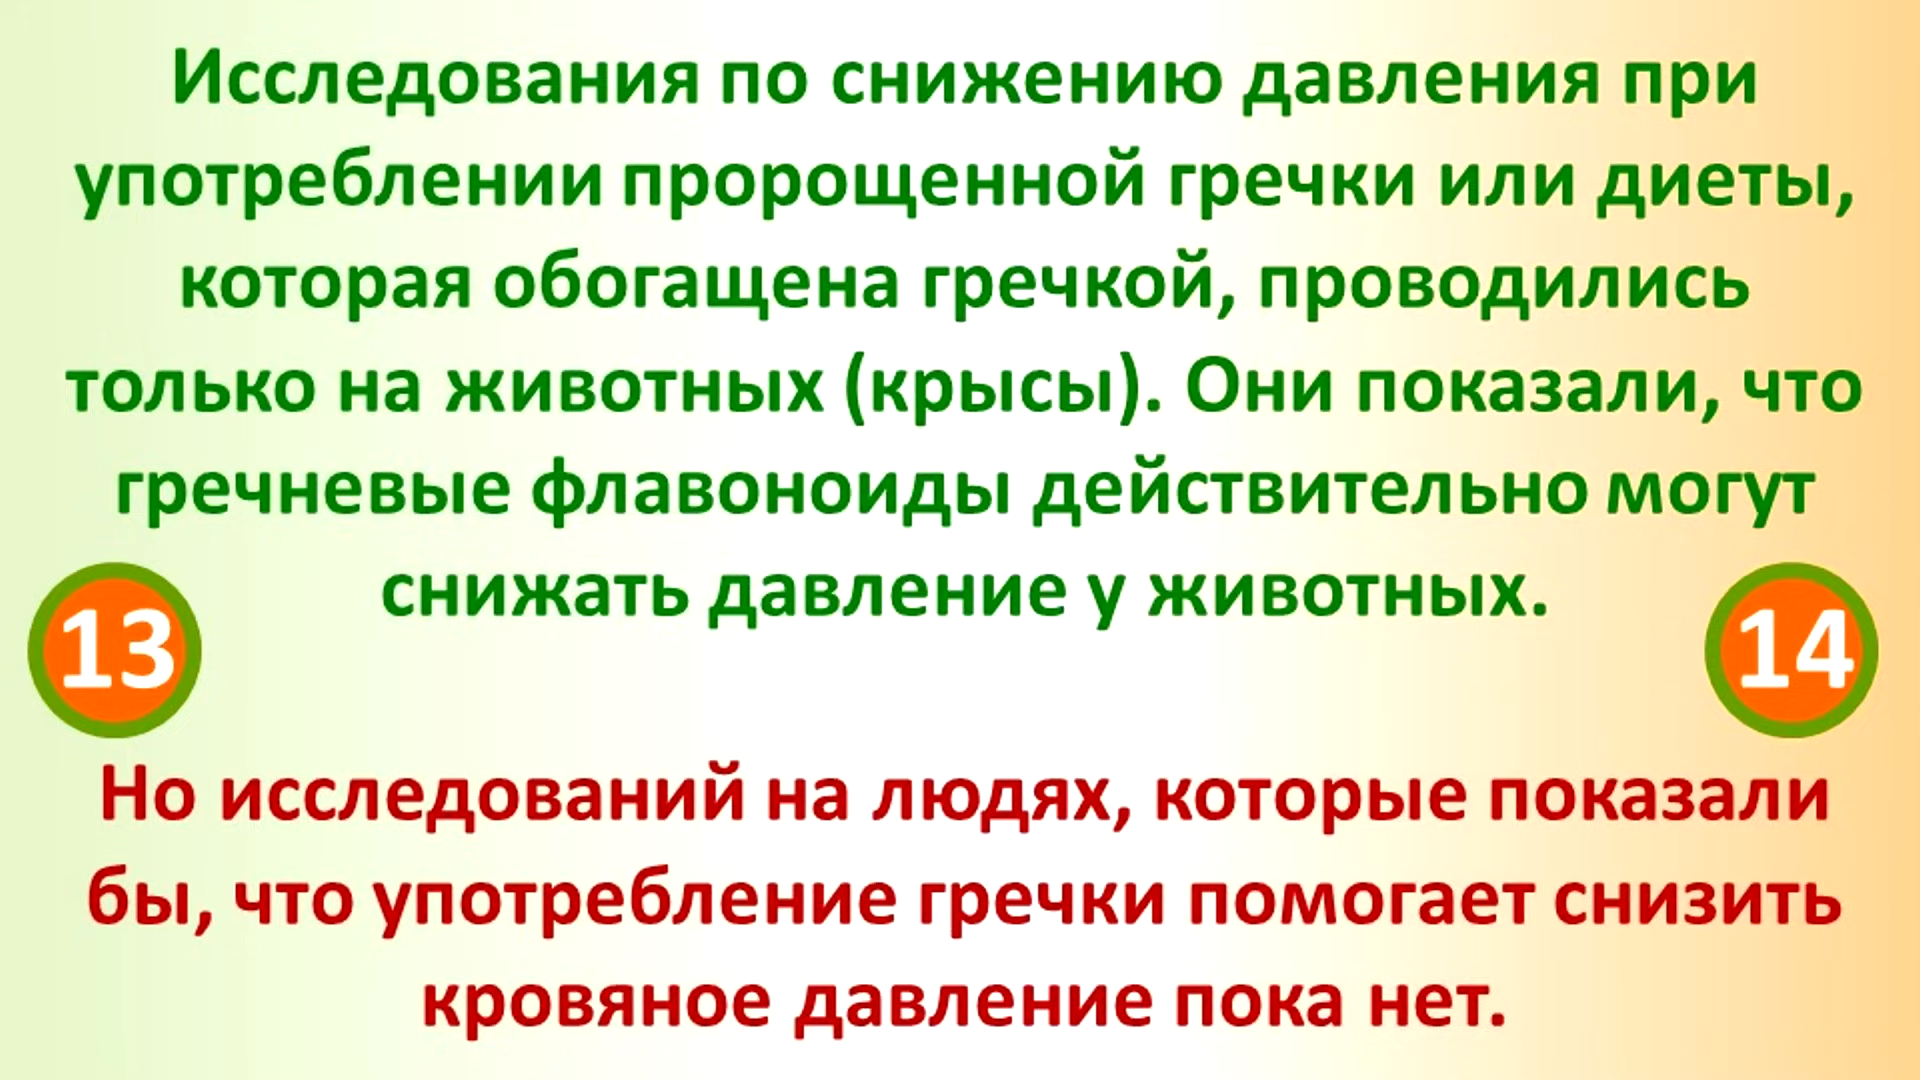 Исследования по снижению давления при
употреблении пророщенной гречки или диеты,
которая обогащена гречкой, проводились
только на животных (крысы). Они показали, что
гречневые флавоноиды действительно могут
снижать давление у животных.
13
14
Но исследований на людях, которые показали
бы, что употребление гречки помогает снизить
кровяное давление пока нет.